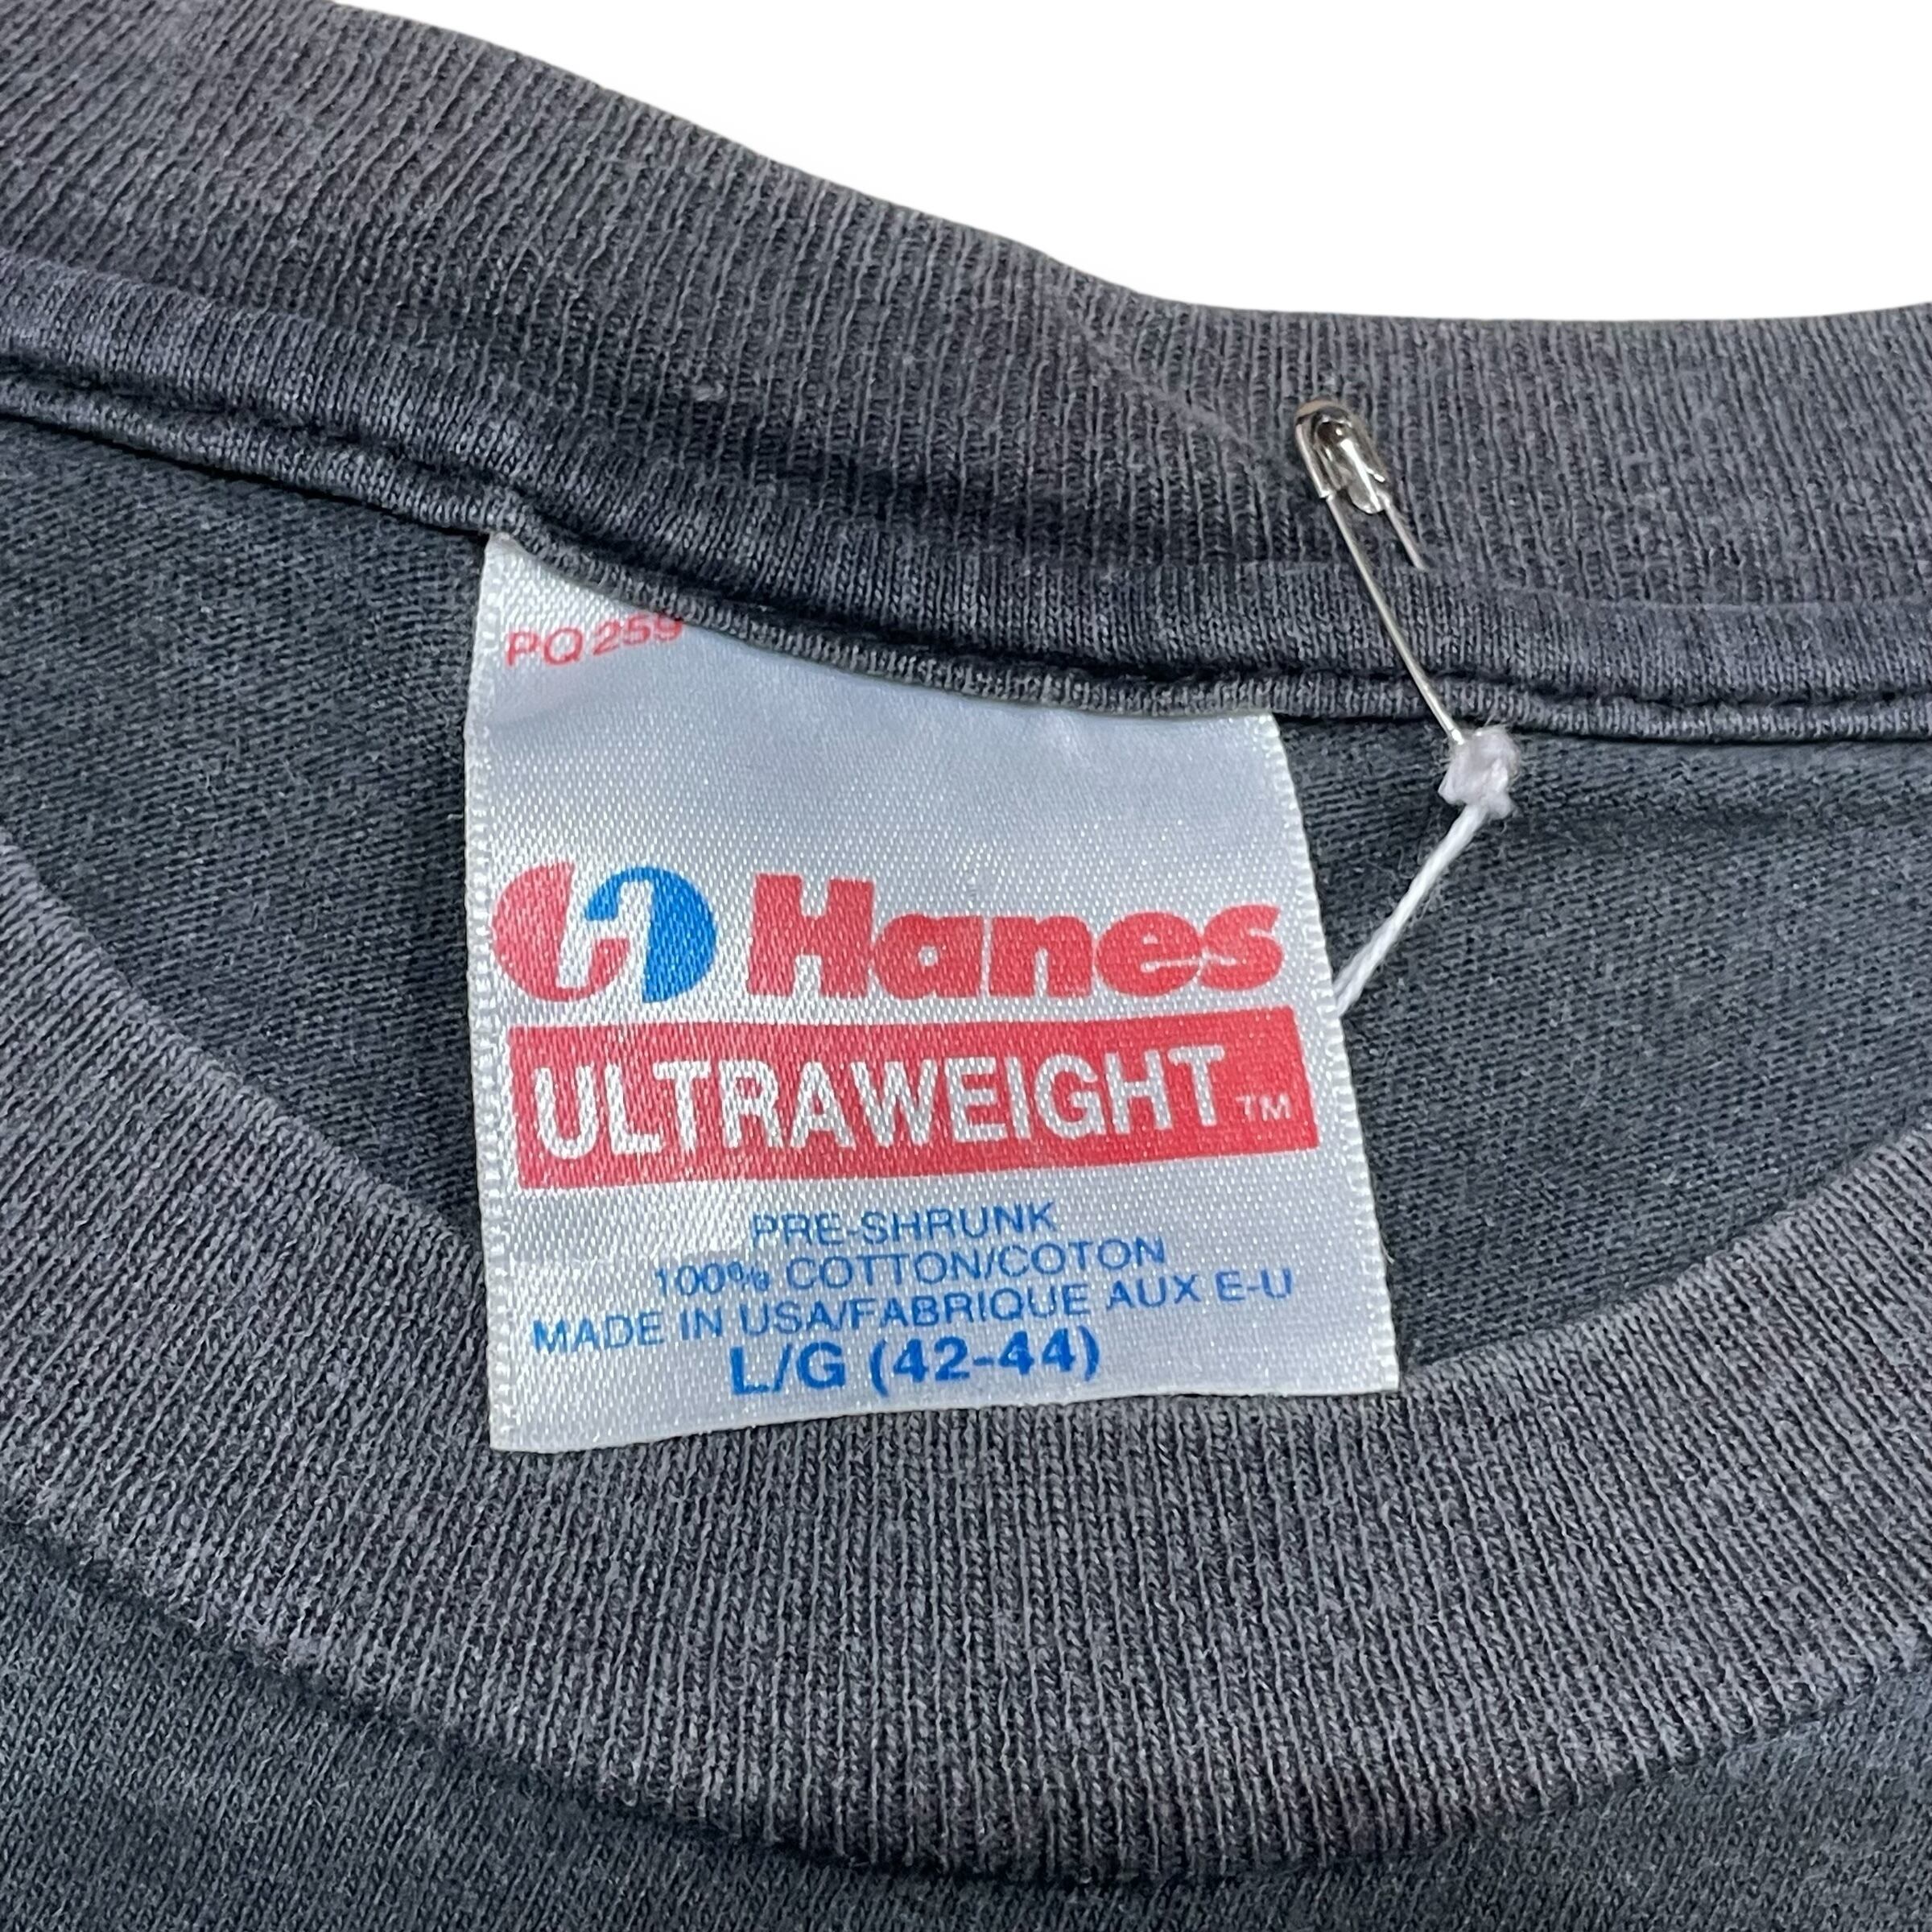 PQ 259
H Hanes
ULTRAWEIGHT™
PRE-SHRUNK
100% COTTON/COTON
MADE IN USA/FABRIQUE AUX E-U
L/G (42-44)